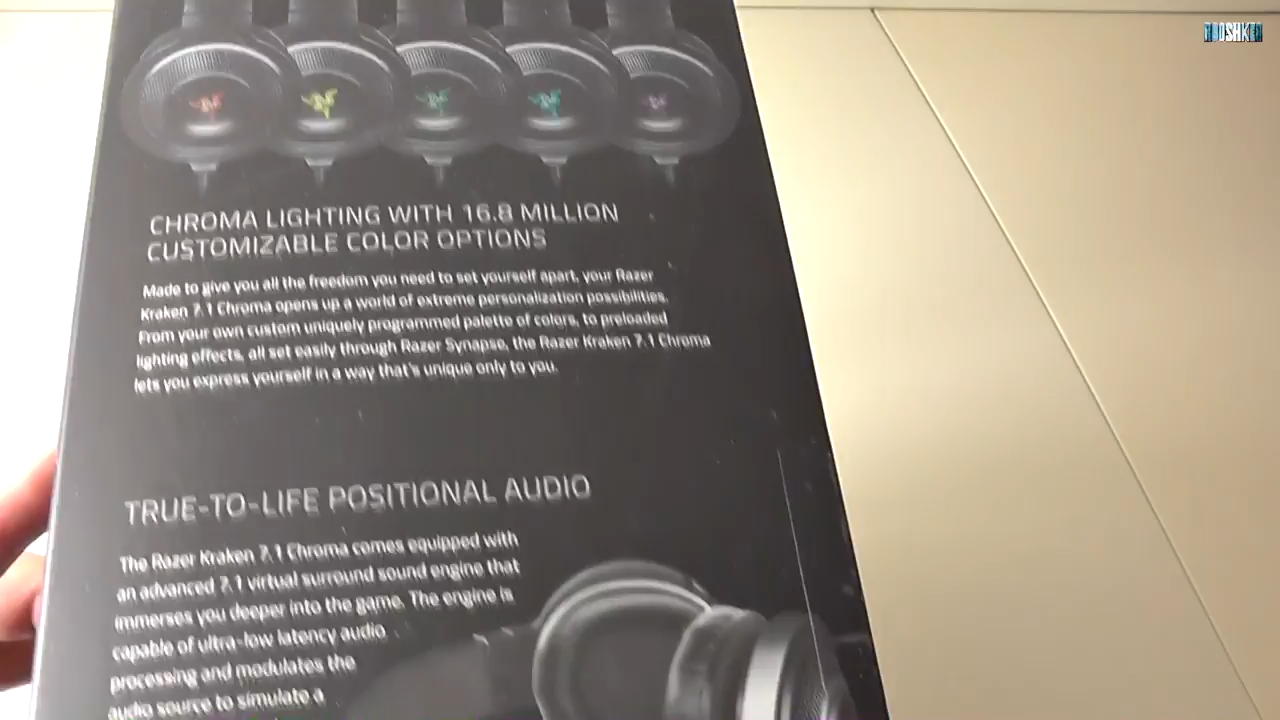 CHROMA LIGHTING WITH 16.8 MILLION
CUSTOMIZABLE COLOR OPTIONS
Made to give you all the freedom you need to set yourself apart, your Razer
Kraken 7.1 Chroma opens up a world of extreme personalization possibilities.
From your own custom uniquely programmed palette of colors, to preloaded
lighting effects, all set easily through Razer Synapse, the Razer Kraken 7.1 Chroma
lets you express yourself in a way that's unique only to you.
TRUE-TO-LIFE POSITIONAL AUDIO
The Razer Kraken 7.1 Chroma comes equipped with
an advanced 7.1 virtual surround sound engine that
immerses you deeper into the game. The engine is
capable of ultra-low latency audio
processing and modulates the
audio source to simulate a